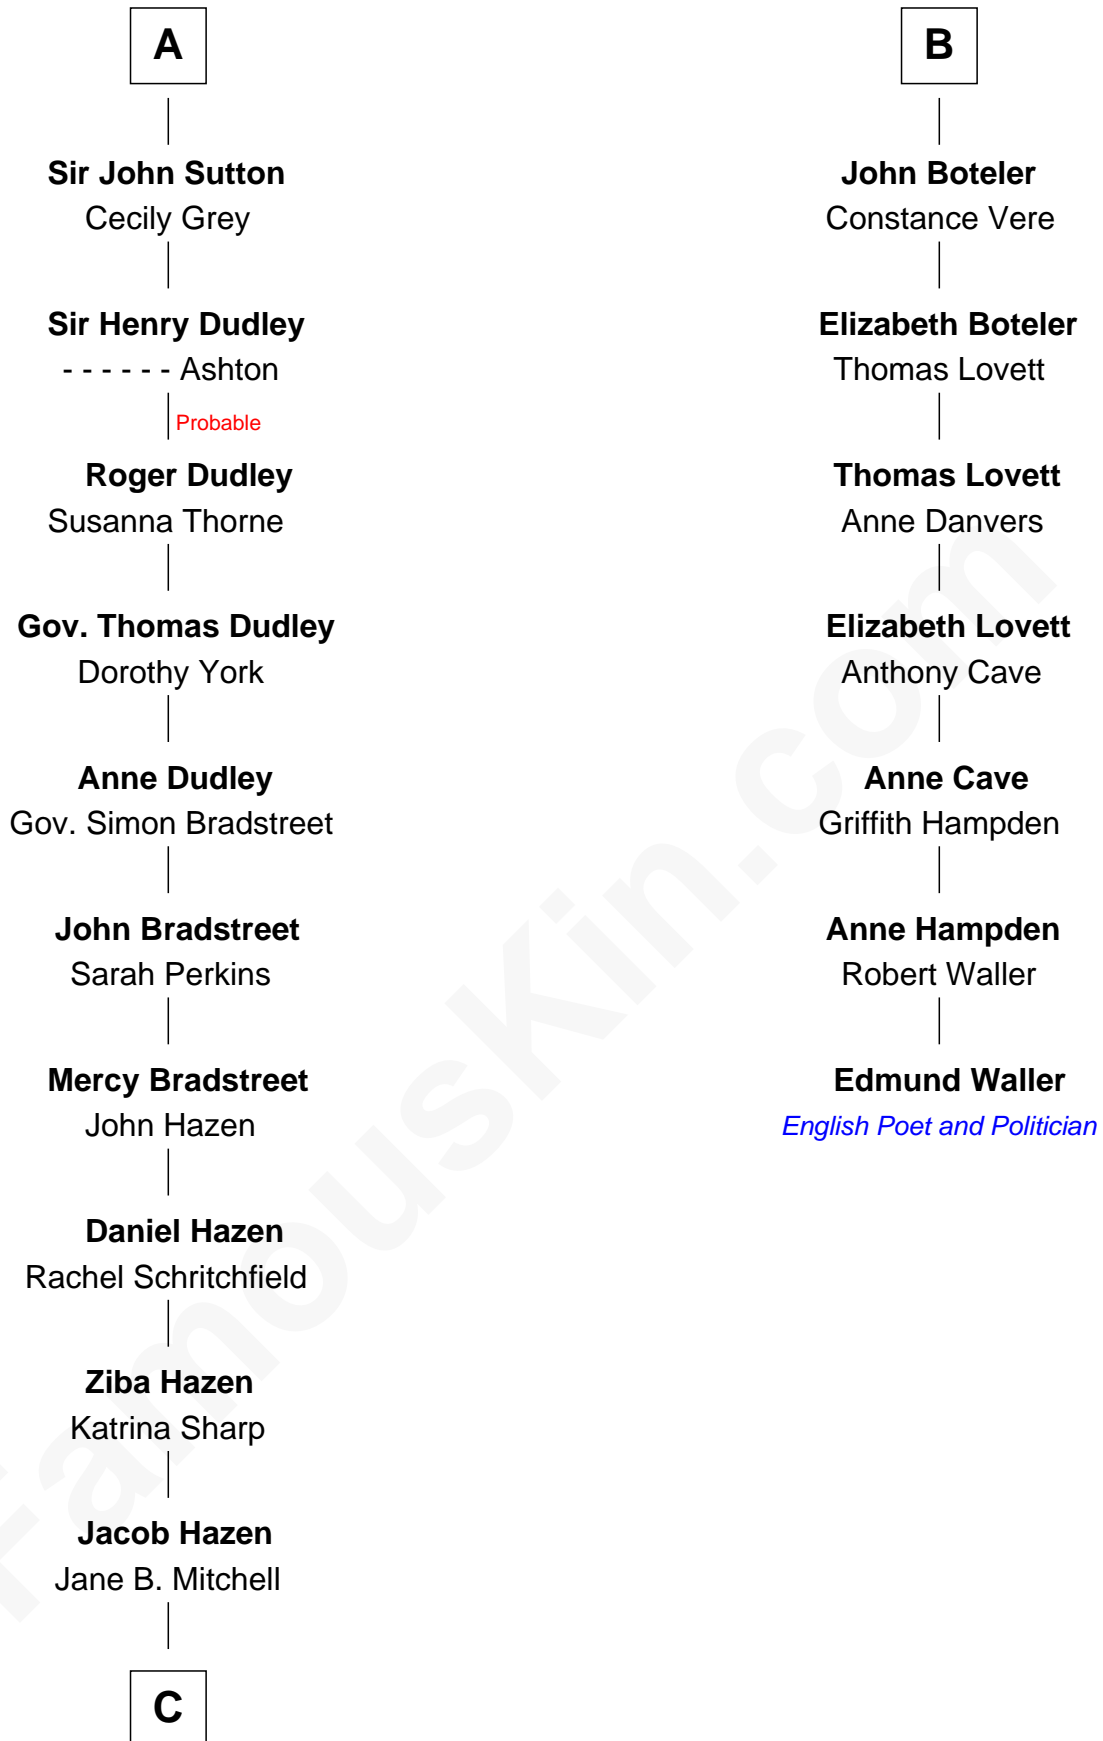 A
Sir John Sutton
Cecily Grey
Sir Henry Dudley
- - - - - - Ashton
Probable
Roger Dudley
Susanna Thorne
Gov. Thomas Dudley
Dorothy York
Anne Dudley
Gov. Simon Bradstreet
John Bradstreet
Sarah Perkins
Mercy Bradstreet
John Hazen
Daniel Hazen
Rachel Schritchfield
Ziba Hazen
Katrina Sharp
Jacob Hazen
Jane B. Mitchell
C
B
John Boteler
Constance Vere
Elizabeth Boteler
Thomas Lovett
Thomas Lovett
Anne Danvers
Elizabeth Lovett
Anthony Cave
Anne Cave
Griffith Hampden
Anne Hampden
Robert Waller
Edmund Waller
English Poet and Politician
FamousKin.com